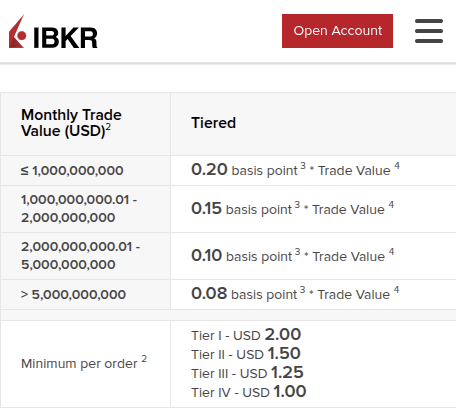 IBKR
Open Account
Monthly Trade
Value (USD)2
Tiered
≤ 1,000,000,000
0.20 basis point 3 * Trade Value 4
1,000,000,000.01 -
2,000,000,000
0.15 basis point 3 * Trade Value 4
2,000,000,000.01 -
5,000,000,000
0.10 basis point 3 * Trade Value 4
> 5,000,000,000
0.08 basis point 3 * Trade Value 4
Minimum per order 2
Tier I - USD 2.00
Tier II - USD 1.50
Tier III - USD 1.25
Tier IV - USD 1.00